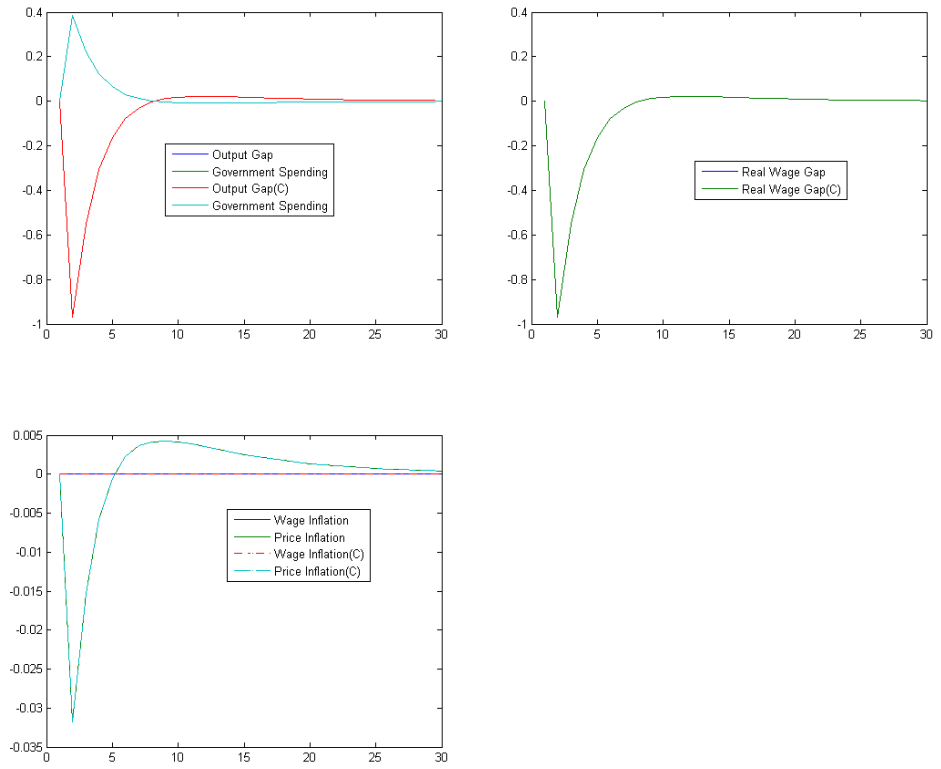 0.4
0.2
0
-0.2
-0.4
-0.6
-0.8
-1
0 5 10 15 20 25 30
Output Gap
Government Spending
Output Gap(C)
Government Spending
0.4
0.2
0
-0.2
-0.4
-0.6
-0.8
-1
0 5 10 15 20 25 30
Real Wage Gap
Real Wage Gap(C)
0.005
0
-0.005
-0.01
-0.015
-0.02
-0.025
-0.03
-0.035
0 5 10 15 20 25 30
Wage Inflation
Price Inflation
Wage Inflation(C)
Price Inflation(C)